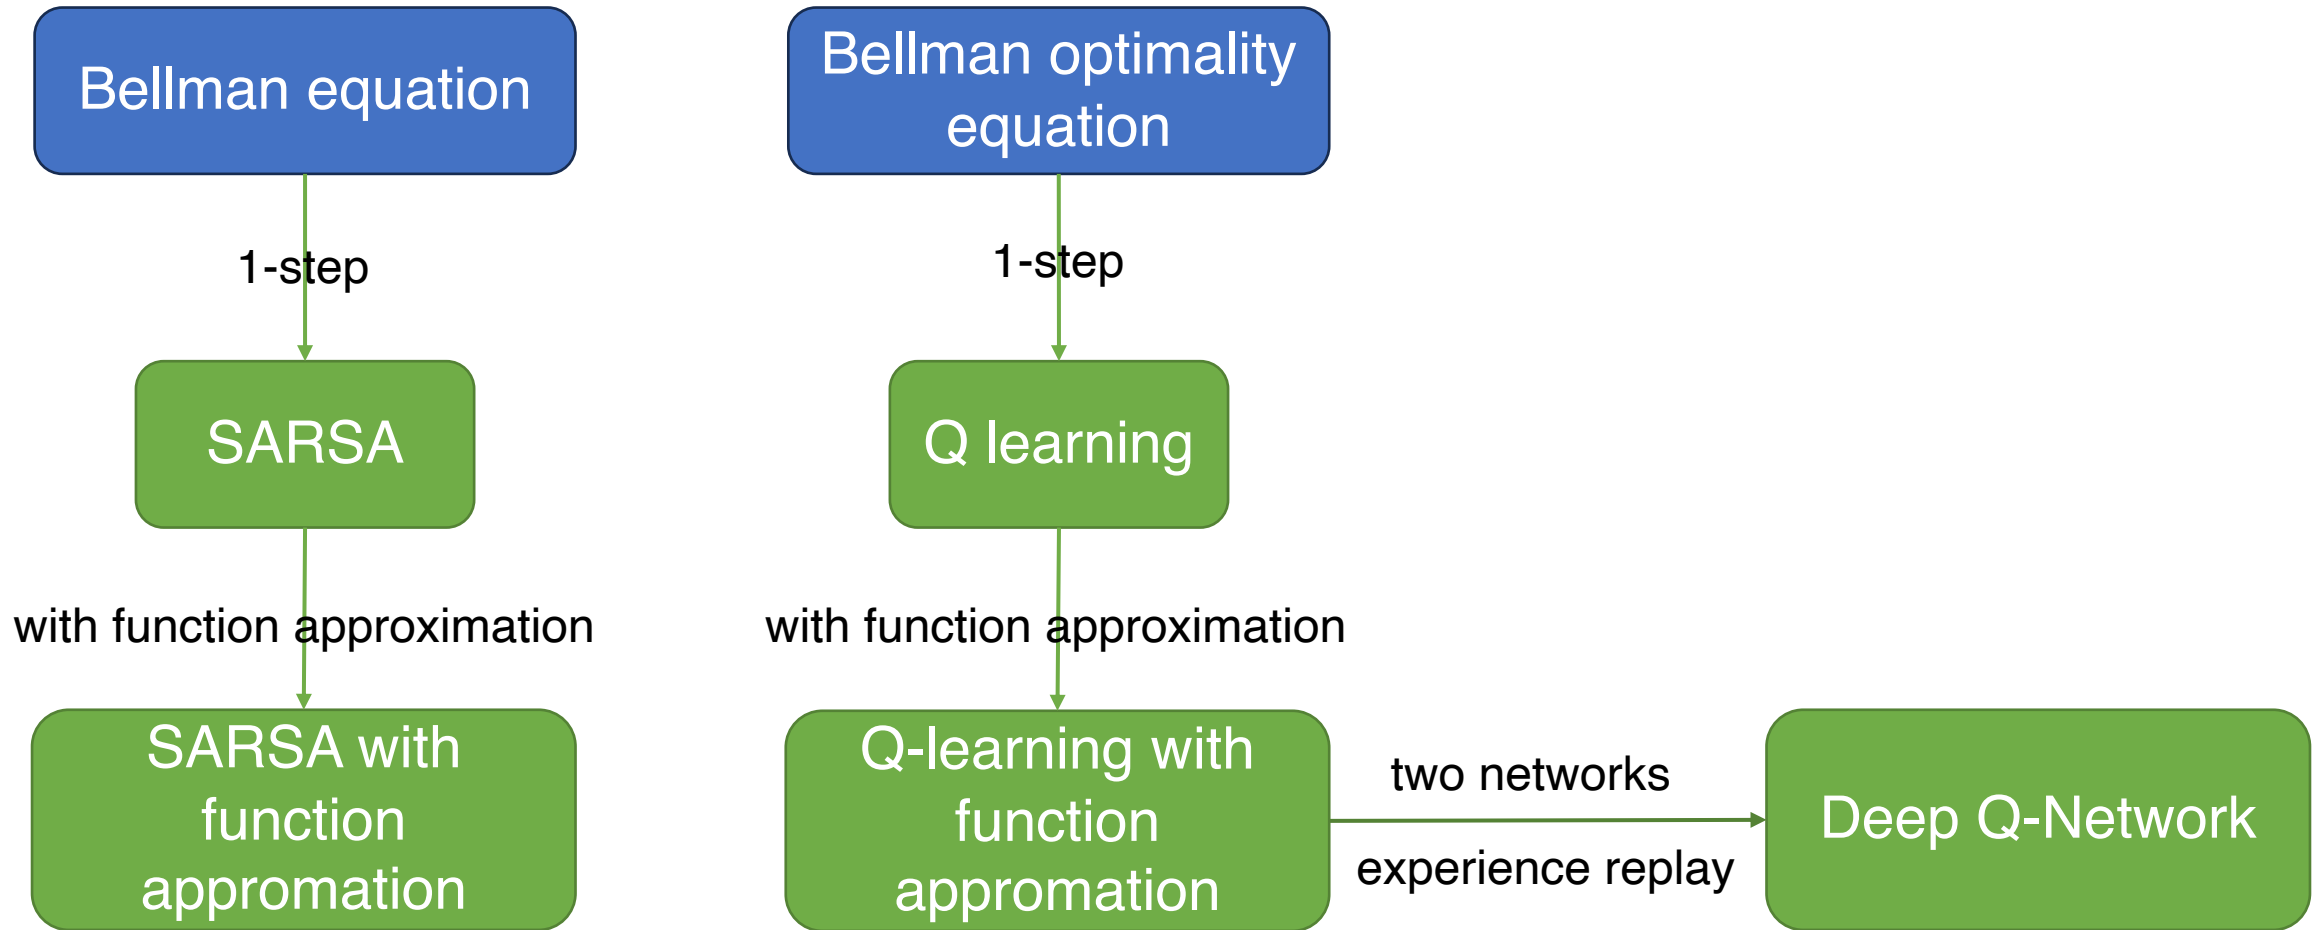 Bellman equation
Bellman optimality
equation
1-step
1-step
SARSA
Q learning
with function approximation
with function approximation
SARSA with
function
appromation
Q-learning with
function
appromation
two networks
experience replay
Deep Q-Network